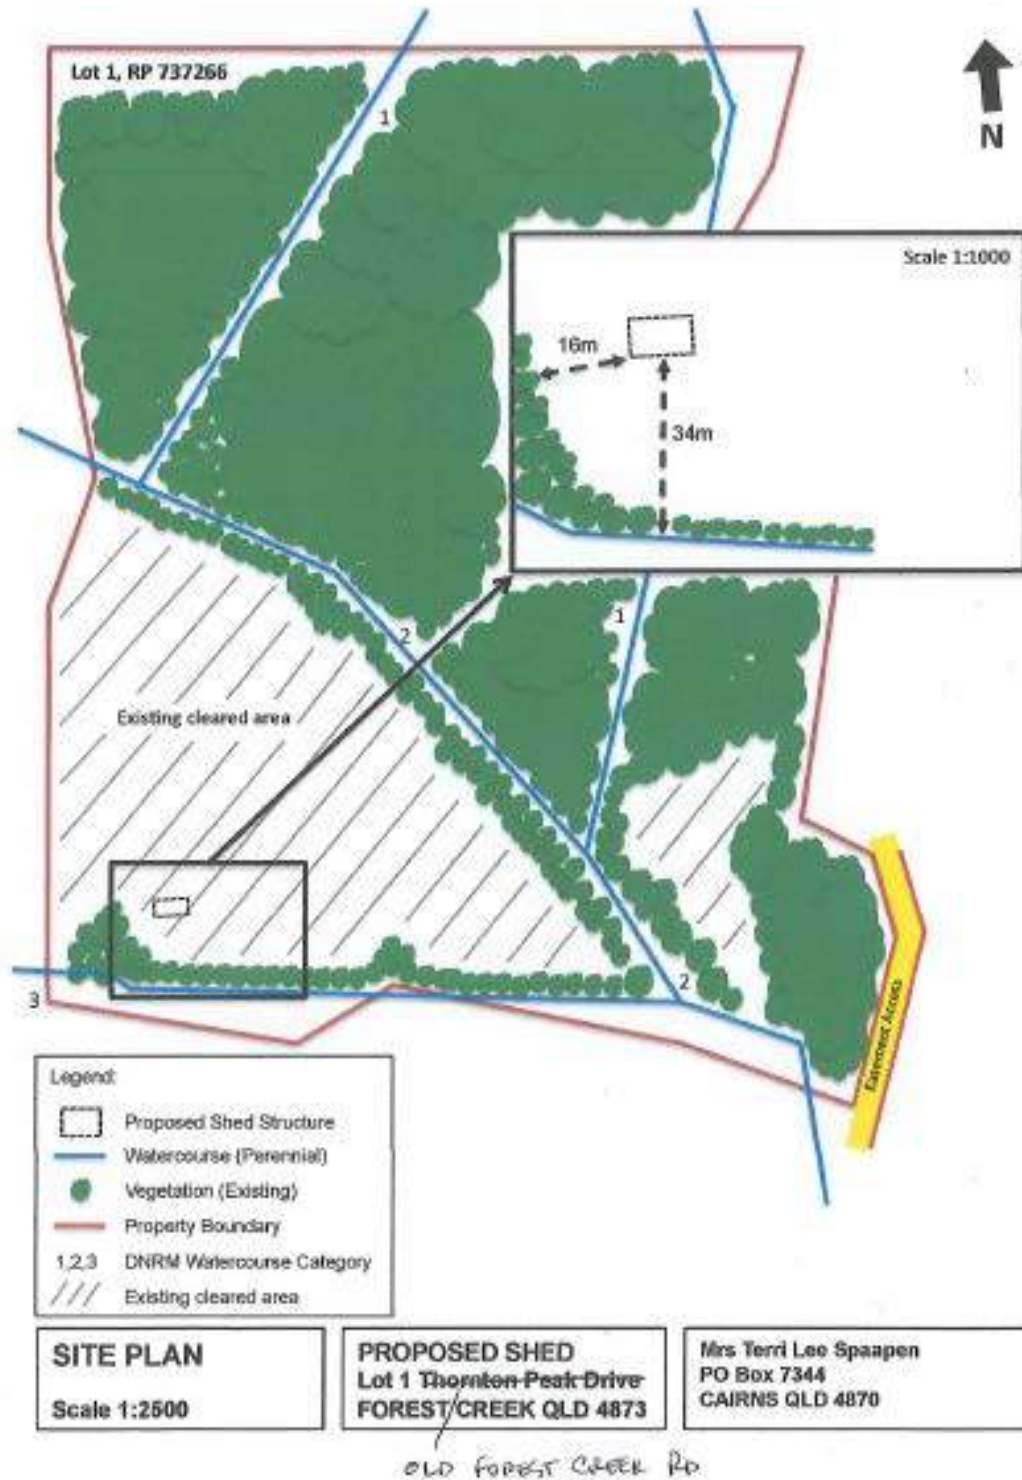 Lot 1, RP 737266
1
N
Scale 1:1000
16m
34m
1
2
Existing cleared area
2
3
Easement Access
Legend:
Proposed Shed Structure
Watercourse (Perennial)
Vegetation (Existing)
Property Boundary
1,2,3 DNRM Watercourse Category
Existing cleared area
SITE PLAN
Scale 1:2500
PROPOSED SHED
Lot 1 Thornton Peak Drive
FOREST CREEK QLD 4873
Mrs Terri Lee Spaapen
PO Box 7344
CAIRNS QLD 4870
OLD FOREST CREEK RD